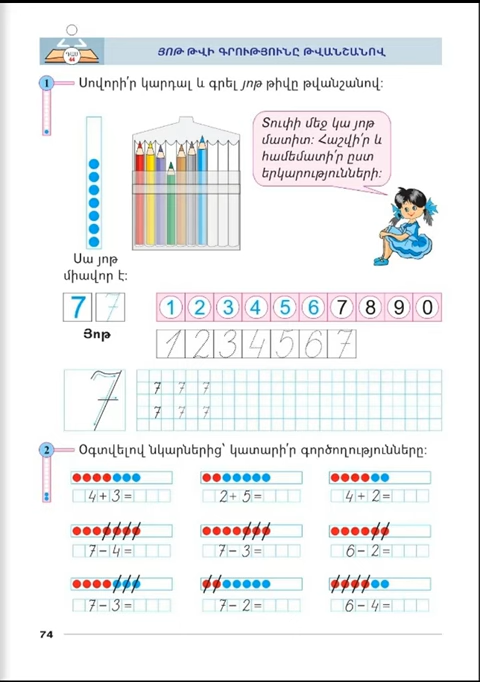 ԴԱՍ
64
ՅՈԹ ԹՎԻ ԳՐՈՒԹՅՈՒՆԸ ԹՎԱՆՇԱՆՈՎ
1 Սովորի՛ր կարդալ և գրել յոթ թիվը թվանշանով:
Տուփի մեջ կա յոթ
մատիտ: Հաշվի՛ր և
համեմատի՛ր ըստ
երկարությունների:
Սա յոթ
միավոր է:
7 7
Յոթ
1 2 3 4 5 6 7 8 9 0
1 2 3 4 5 6 7
7 7 7 7
7 7 7
2 Օգտվելով նկարներից՝ կատարի՛ր գործողությունները:
4+3= 2+5= 4+2=
7-4= 7-3= 6-2=
7-3= 7-2= 6-4=
74